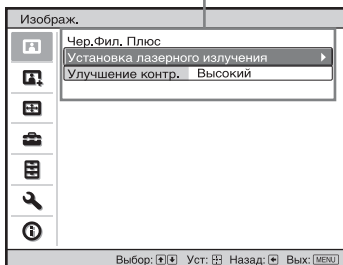 Изображ.
Чер.Фил. Плюс
Установка лазерного излучения
Улучшение контр. Высокий
Выбор: Уст: Назад: Вых: MENU